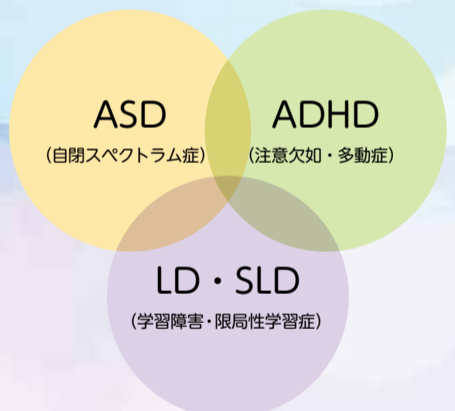 ASD
(自閉スペクトラム症)
ADHD
(注意欠如・多動症)
LD・SLD
(学習障害・限局性学習症)